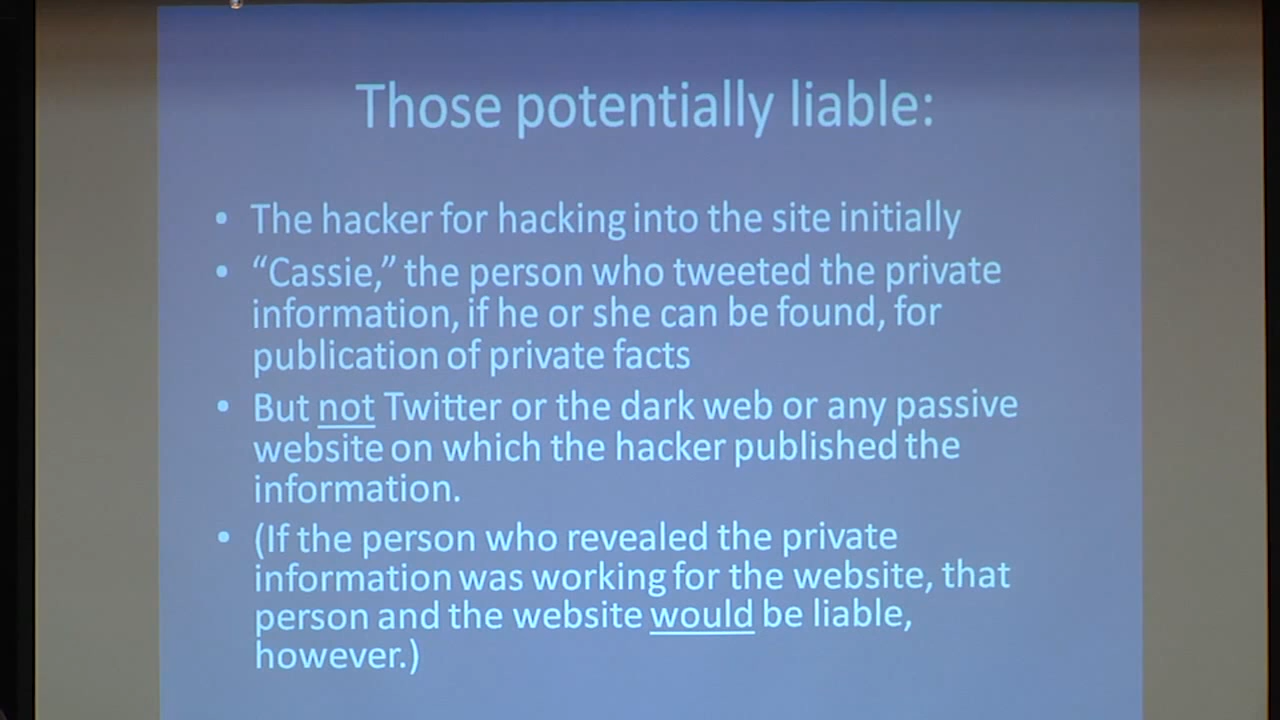 Those potentially liable:
• The hacker for hacking into the site initially
• “Cassie,” the person who tweeted the private
information, if he or she can be found, for
publication of private facts
• But not Twitter or the dark web or any passive
website on which the hacker published the
information.
• (If the person who revealed the private
information was working for the website, that
person and the website would be liable,
however.)